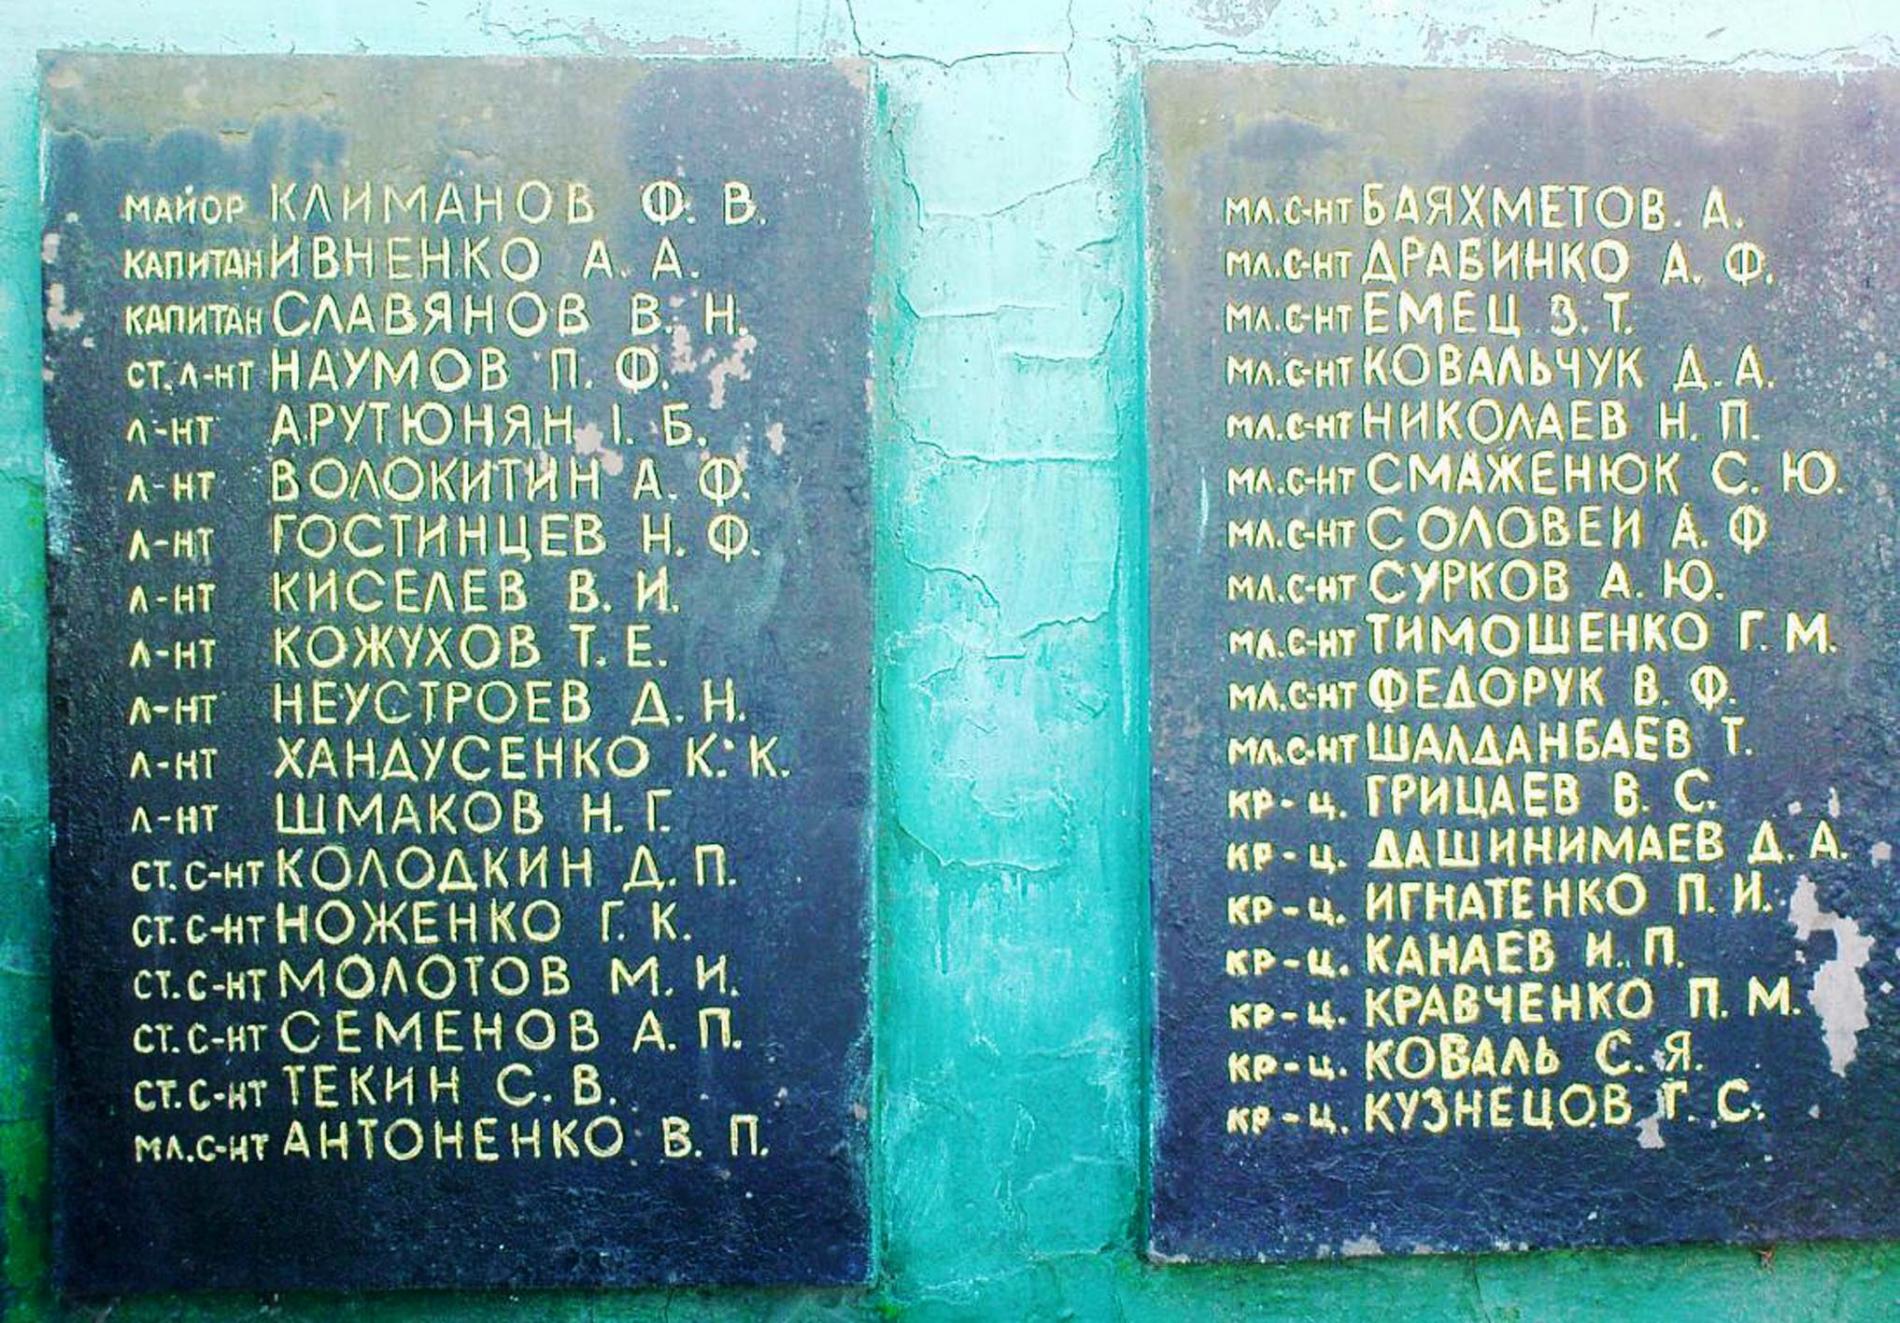 МАЙОР КЛИМАНОВ Ф. В.
КАПИТАН ИВНЕНКО А. А.
КАПИТАН СЛАВЯНОВ В. Н.
СТ. Л-НТ НАУМОВ П. Ф.
Л-НТ АРУТЮНЯН І. Б.
Л-НТ ВОЛОКИТИН А. Ф.
Л-НТ ГОСТИНЦЕВ Н. Ф.
Л-НТ КИСЕЛЕВ В. И.
Л-НТ КОЖУХОВ Т. Е.
Л-НТ НЕУСТРОЕВ Д. Н.
Л-НТ ХАНДУСЕНКО К. К.
Л-НТ ШМАКОВ Н. Г.
СТ. С-НТ КОЛОДКИН Д. П.
СТ. С-НТ НОЖЕНКО Г. К.
СТ. С-НТ МОЛОТОВ М. И.
СТ. С-НТ СЕМЕНОВ А. П.
СТ. С-НТ ТЕКИН С. В.
МЛ. С-НТ АНТОНЕНКО В. П.
МЛ. С-НТ БАЯХМЕТОВ. А.
МЛ. С-НТ ДРАБИНКО А. Ф.
МЛ. С-НТ ЕМЕЦ З. Т.
МЛ. С-НТ КОВАЛЬЧУК Д. А.
МЛ. С-НТ НИКОЛАЕВ Н. П.
МЛ. С-НТ СМАЖЕНЮК С. Ю.
МЛ. С-НТ СОЛОВЕЙ А. Ф
МЛ. С-НТ СУРКОВ А. Ю.
МЛ. С-НТ ТИМОШЕНКО Г. М.
МЛ. С-НТ ФЕДОРУК В. Ф.
МЛ. С-НТ ШАЛДАНБАЕВ Т.
КР-Ц. ГРИЦАЕВ В. С.
КР-Ц. ДАШИНИМАЕВ Д. А.
КР-Ц. ИГНАТЕНКО П. И.
КР-Ц. КАНАЕВ И. П.
КР-Ц. КРАВЧЕНКО П. М.
КР-Ц. КОВАЛЬ С. Я.
КР-Ц. КУЗНЕЦОВ Г. С.